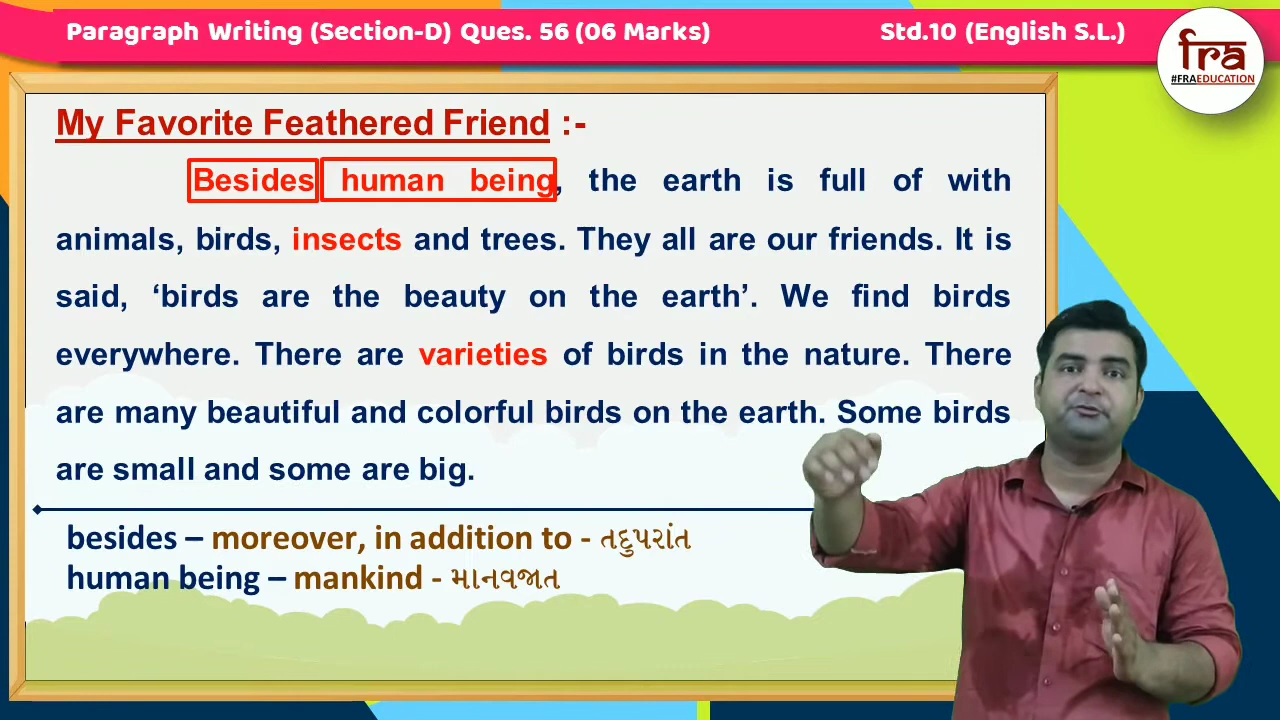 Paragraph Writing (Section-D) Ques. 56 (06 Marks) Std.10 (English S.L.)
fra
#FRAEDUCATION
My Favorite Feathered Friend :-
Besides human being, the earth is full of with
animals, birds, insects and trees. They all are our friends. It is
said, ‘birds are the beauty on the earth’. We find birds
everywhere. There are varieties of birds in the nature. There
are many beautiful and colorful birds on the earth. Some birds
are small and some are big.
besides – moreover, in addition to - તદુપરાંત
human being – mankind - માનવજાત